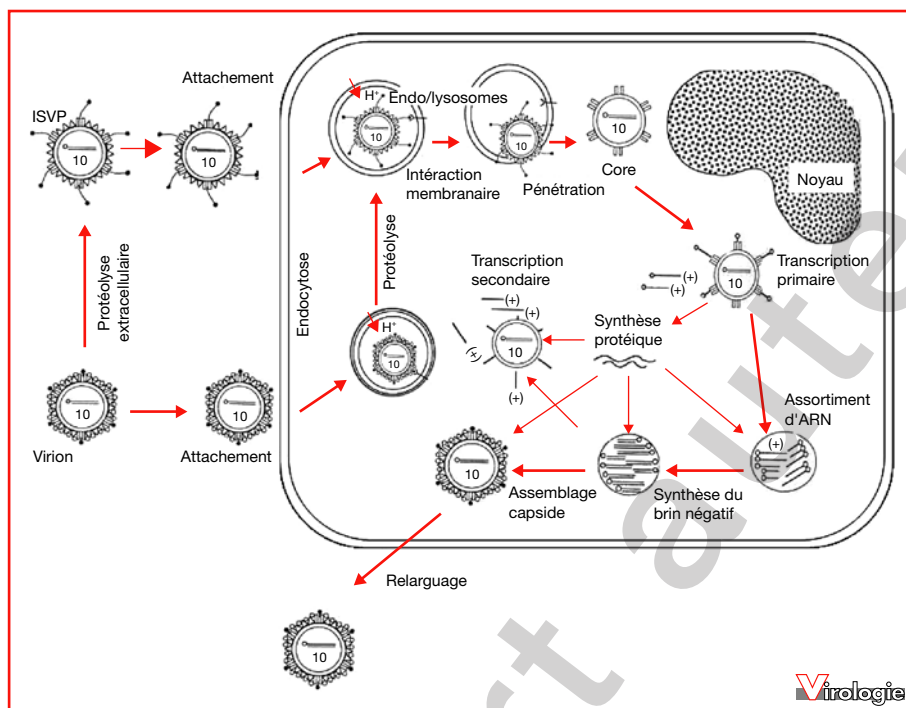 Attachement
ISVP
10
10
Protéolyse
extracellulaire
10
Virion
10
Attachement
Endocytose
H+
Endo/lysosomes
10
Intéraction
membranaire
10
Pénétration
10
Core
Noyau
Protéolyse
H+
10
Transcription
secondaire
(+)
(+)
(+)
(+)
10
Synthèse
protéique
(+)
(+)
10
Transcription
primaire
Assortiment
d'ARN
(+)
Synthèse du
brin négatif
Assemblage
capside
10
Relarguage
10
Virologie
rt auteu